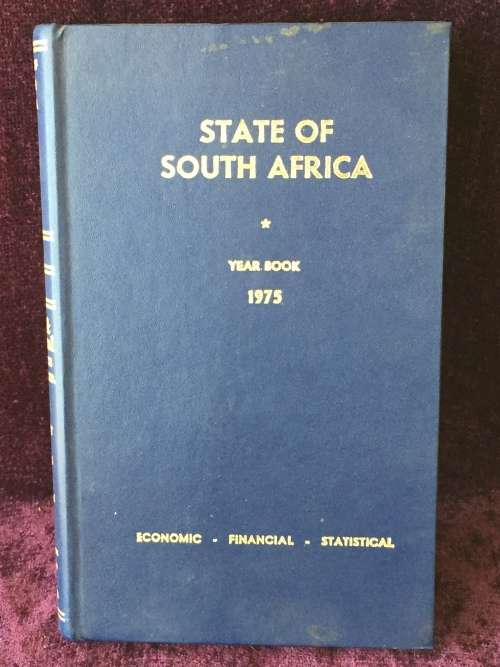 STATE OF
SOUTH AFRICA
*
YEAR BOOK
1975
ECONOMIC - FINANCIAL - STATISTICAL